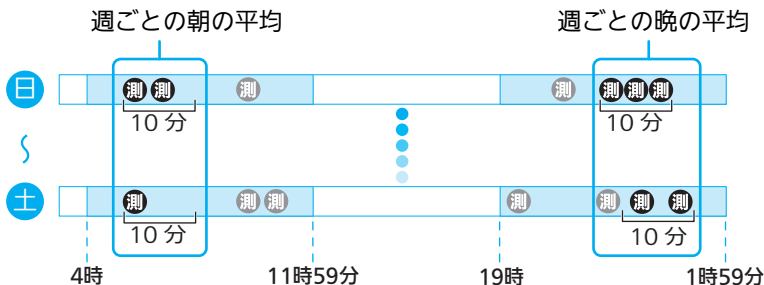 週ごとの朝の平均 週ごとの晩の平均
日 測 測 測 測 測 測 測
10 分 10 分
〜
土 測 測 測 測 測 測 測
10 分 10 分
4時 11時59分 19時 1時59分